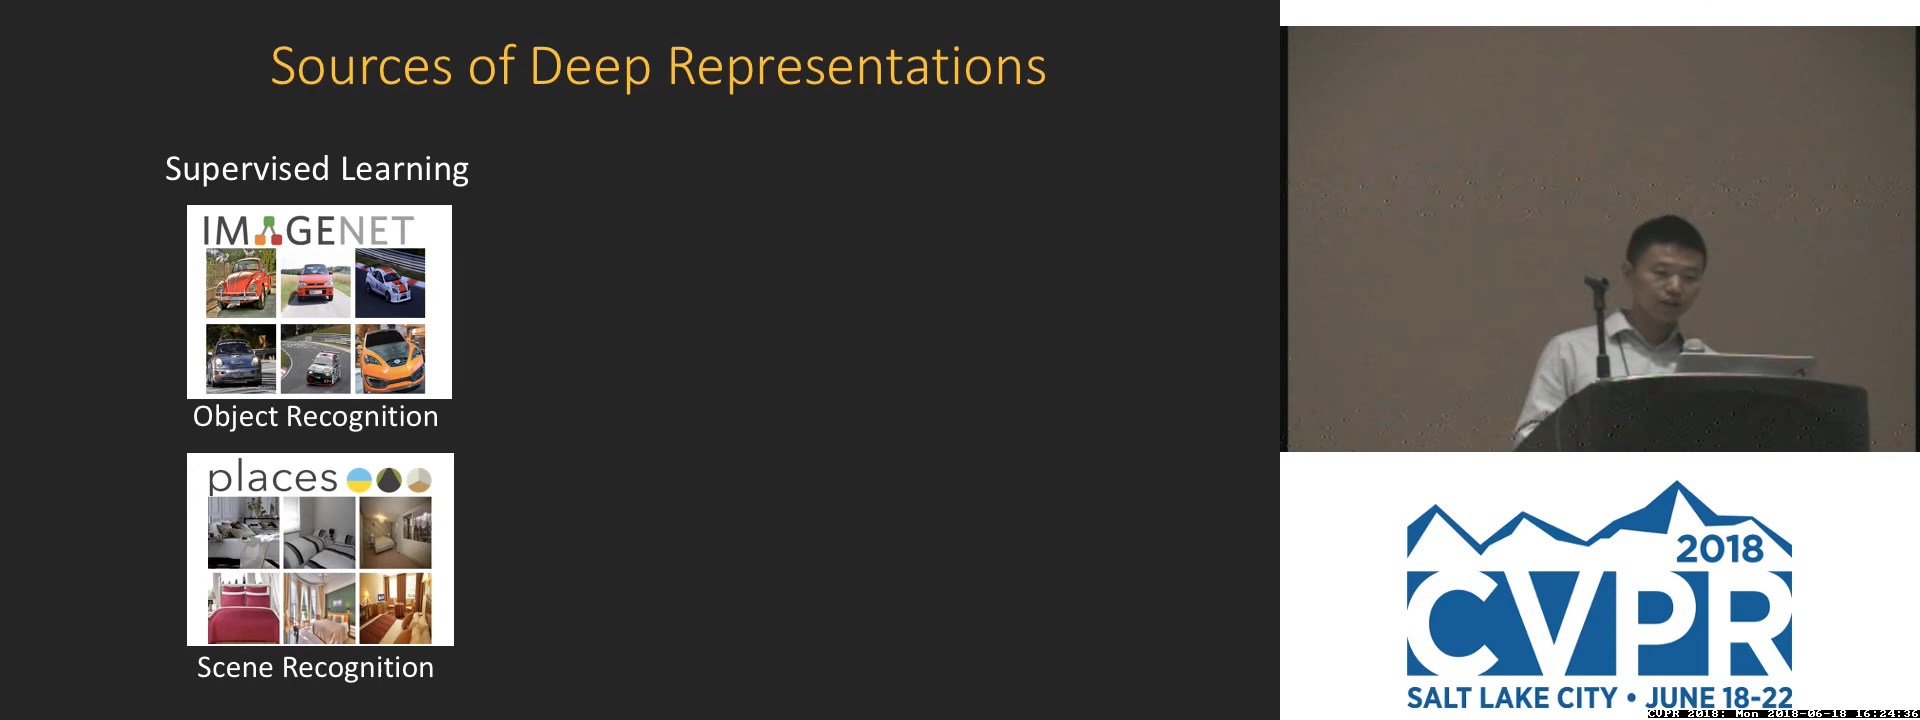 Sources of Deep Representations
Supervised Learning
IMAGENET
Object Recognition
places
Scene Recognition
2018
CVPR
SALT LAKE CITY • JUNE 18-22
CVPR 2018: Mon 2018-06-18 16:24:36